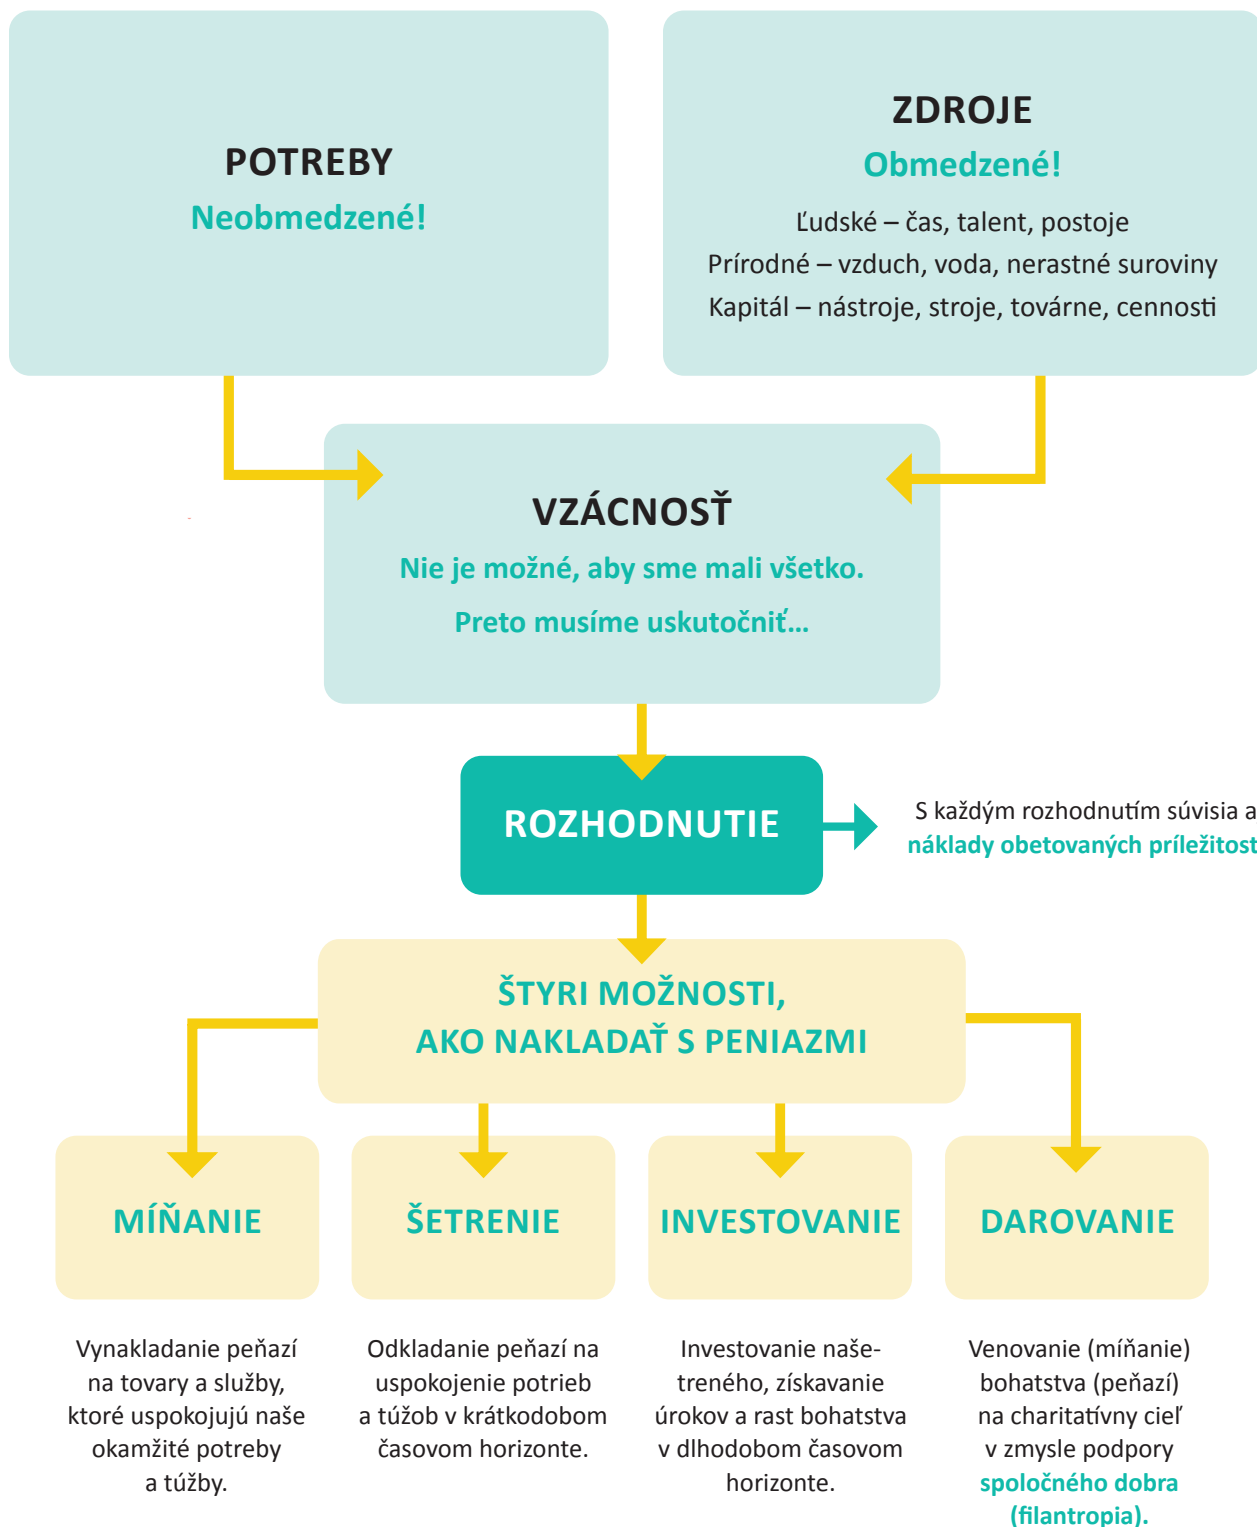 POTREBY
Neobmedzené!
ZDROJE
Obmedzené!
Ľudské – čas, talent, postoje
Prírodné – vzduch, voda, nerastné suroviny
Kapitál – nástroje, stroje, továrne, cennosti
VZÁCNOSŤ
Nie je možné, aby sme mali všetko.
Preto musíme uskutočniť...
ROZHODNUTIE
S každým rozhodnutím súvisia a
náklady obetovaných príležitost
ŠTYRI MOŽNOSTI,
AKO NAKLADAŤ S PENIAZMI
MÍŇANIE
Vynakladanie peňazí
na tovary a služby,
ktoré uspokojujú naše
okamžité potreby
a túžby.
ŠETRENIE
Odkladanie peňazí na
uspokojenie potrieb
a túžob v krátkodobom
časovom horizonte.
INVESTOVANIE
Investovanie naše-
treného, získavanie
úrokov a rast bohatstva
v dlhodobom časovom
horizonte.
DAROVANIE
Venovanie (míňanie)
bohatstva (peňazí)
na charitatívny cieľ
v zmysle podpory
spoločného dobra
(filantropia).